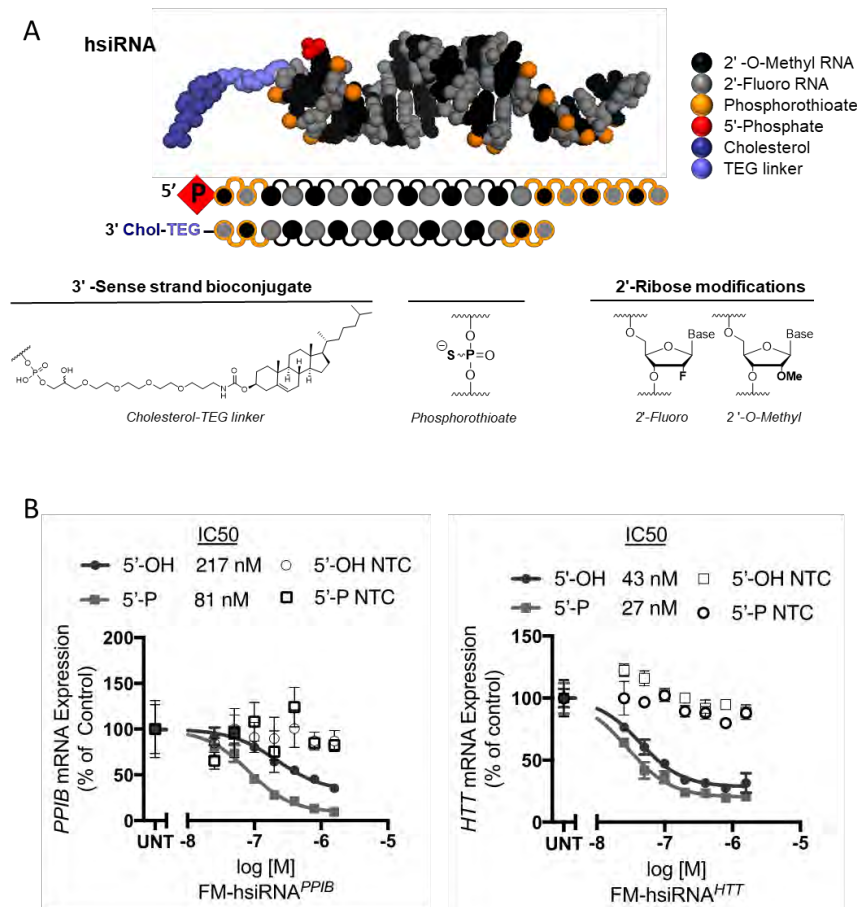 A
hsiRNA
2'-O-Methyl RNA
2'-Fluoro RNA
Phosphorothioate
5'-Phosphate
Cholesterol
TEG linker
5' P
3' Chol-TEG
3' -Sense strand bioconjugate
2'-Ribose modifications
O
HO P O
OH
O O O O N H O O H H H
Cholesterol-TEG linker
O
⊖ S P O
O
Phosphorothioate
O Base
O
O F
2'-Fluoro
O Base
O
O OMe
2'-O-Methyl
B
IC50
5'-OH 217 nM 5'-OH NTC
5'-P 81 nM 5'-P NTC
PPIB mRNA Expression
(% of Control)
200
150
100
50
0
UNT -8 -7 -6 -5
log [M]
FM-hsiRNA^PPIB
IC50
5'-OH 43 nM 5'-OH NTC
5'-P 27 nM 5'-P NTC
HTT mRNA Expression
(% of control)
150
100
50
0
UNT -8 -7 -6 -5
log [M]
FM-hsiRNA^HTT